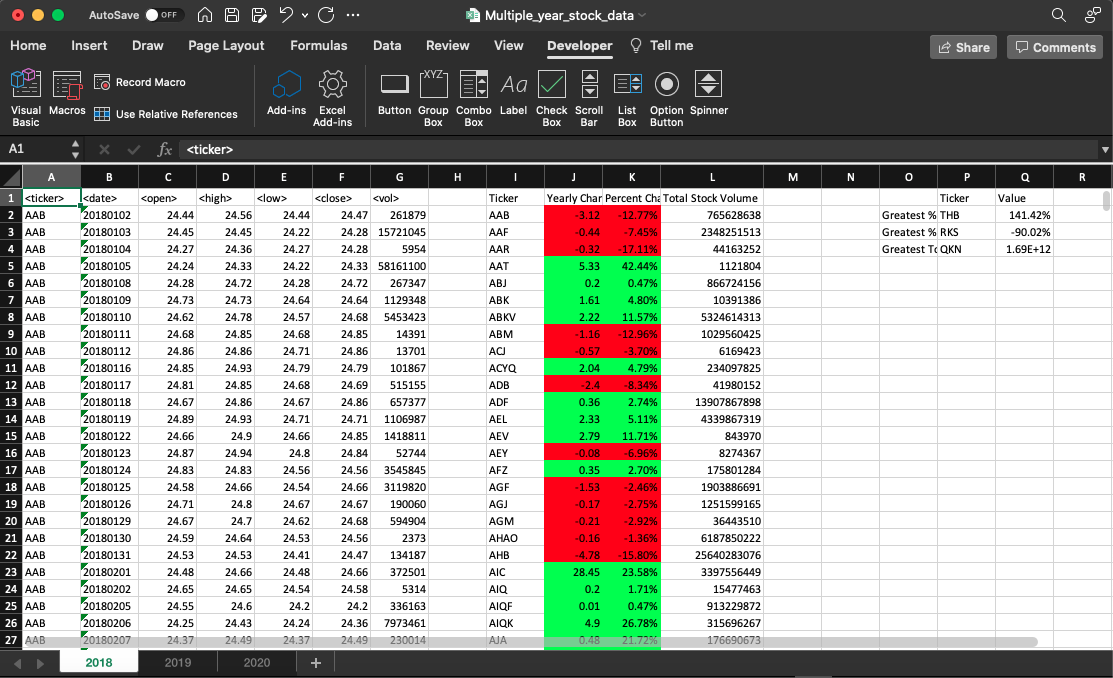 AutoSave OFF Multiple_year_stock_data
Home Insert Draw Page Layout Formulas Data Review View Developer Tell me Share Comments
Visual Basic Macros Record Macro Use Relative References Add-ins Excel Add-ins Button Group Box Combo Box Label Check Box Scroll Bar List Box Option Button Spinner
A1 fx <ticker>
A B C D E F G H I J K L M N O P Q R
1 <ticker> <date> <open> <high> <low> <close> <vol> Ticker Yearly Char Percent Cha Total Stock Volume Ticker Value
2 AAB 20180102 24.44 24.56 24.44 24.47 261879 AAB -3.12 -12.77% 765628638 Greatest % THB 141.42%
3 AAB 20180103 24.45 24.45 24.22 24.28 15721045 AAF -0.44 -7.45% 2348251513 Greatest % RKS -90.02%
4 AAB 20180104 24.27 24.36 24.27 24.28 5954 AAR -0.32 -17.11% 44163252 Greatest To QKN 1.69E+12
5 AAB 20180105 24.24 24.33 24.22 24.33 58161100 AAT 5.33 42.44% 1121804
6 AAB 20180108 24.28 24.72 24.28 24.72 267347 ABJ 0.2 0.47% 866724156
7 AAB 20180109 24.73 24.73 24.64 24.64 1129348 ABK 1.61 4.80% 10391386
8 AAB 20180110 24.62 24.78 24.57 24.68 5453423 ABKV 2.22 11.57% 5324614313
9 AAB 20180111 24.68 24.85 24.68 24.85 14391 ABM -1.16 -12.96% 1029560425
10 AAB 20180112 24.86 24.86 24.71 24.86 13701 ACJ -0.57 -3.70% 6169423
11 AAB 20180116 24.85 24.93 24.79 24.79 101867 ACYQ 2.04 4.79% 234097825
12 AAB 20180117 24.81 24.85 24.68 24.69 515155 ADB -2.4 -8.34% 41980152
13 AAB 20180118 24.67 24.86 24.67 24.86 657377 ADF 0.36 2.74% 13907867898
14 AAB 20180119 24.89 24.93 24.71 24.71 1106987 AEL 2.33 5.11% 4339867319
15 AAB 20180122 24.66 24.9 24.66 24.85 1418811 AEV 2.79 11.71% 843970
16 AAB 20180123 24.87 24.94 24.8 24.84 52744 AEY -0.08 -6.96% 8274367
17 AAB 20180124 24.83 24.83 24.56 24.56 3545845 AFZ 0.35 2.70% 175801284
18 AAB 20180125 24.58 24.66 24.54 24.66 3119820 AGF -1.53 -2.46% 1903886691
19 AAB 20180126 24.71 24.8 24.67 24.67 190060 AGJ -0.17 -2.75% 1251599165
20 AAB 20180129 24.67 24.7 24.62 24.68 594904 AGM -0.21 -2.92% 36443510
21 AAB 20180130 24.59 24.64 24.53 24.56 2373 AHAO -0.16 -1.36% 6187850222
22 AAB 20180131 24.53 24.53 24.41 24.47 134187 AHB -4.78 -15.80% 25640283076
23 AAB 20180201 24.48 24.66 24.48 24.66 372501 AIC 28.45 23.58% 3397556449
24 AAB 20180202 24.65 24.65 24.54 24.58 5314 AIQ 0.2 1.71% 15477463
25 AAB 20180205 24.55 24.6 24.2 24.2 336163 AIQF 0.01 0.47% 913229872
26 AAB 20180206 24.25 24.43 24.24 24.36 7973461 AIQK 4.9 26.78% 315696267
27 AAB 20180207 24.37 24.49 24.37 24.49 230014 AJA 0.48 21.72% 176690673
2018 2019 2020